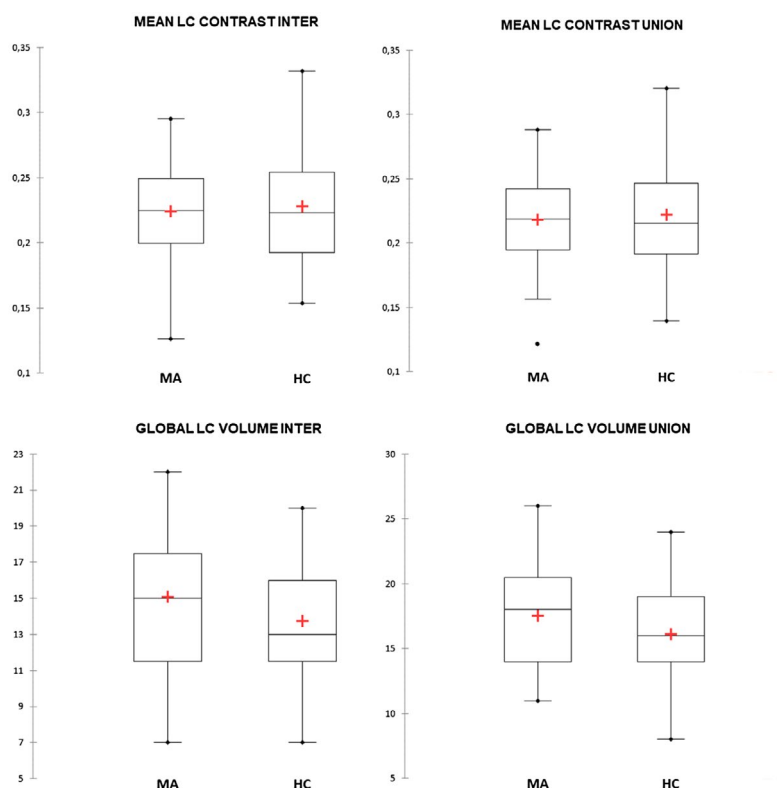 MEAN LC CONTRAST INTER
0,35
0,3
0,25
0,2
0,15
0,1
MA
HC
MEAN LC CONTRAST UNION
0,35
0,3
0,25
0,2
0,15
0,1
MA
HC
GLOBAL LC VOLUME INTER
23
21
19
17
15
13
11
9
7
5
MA
HC
GLOBAL LC VOLUME UNION
30
25
20
15
10
5
MA
HC